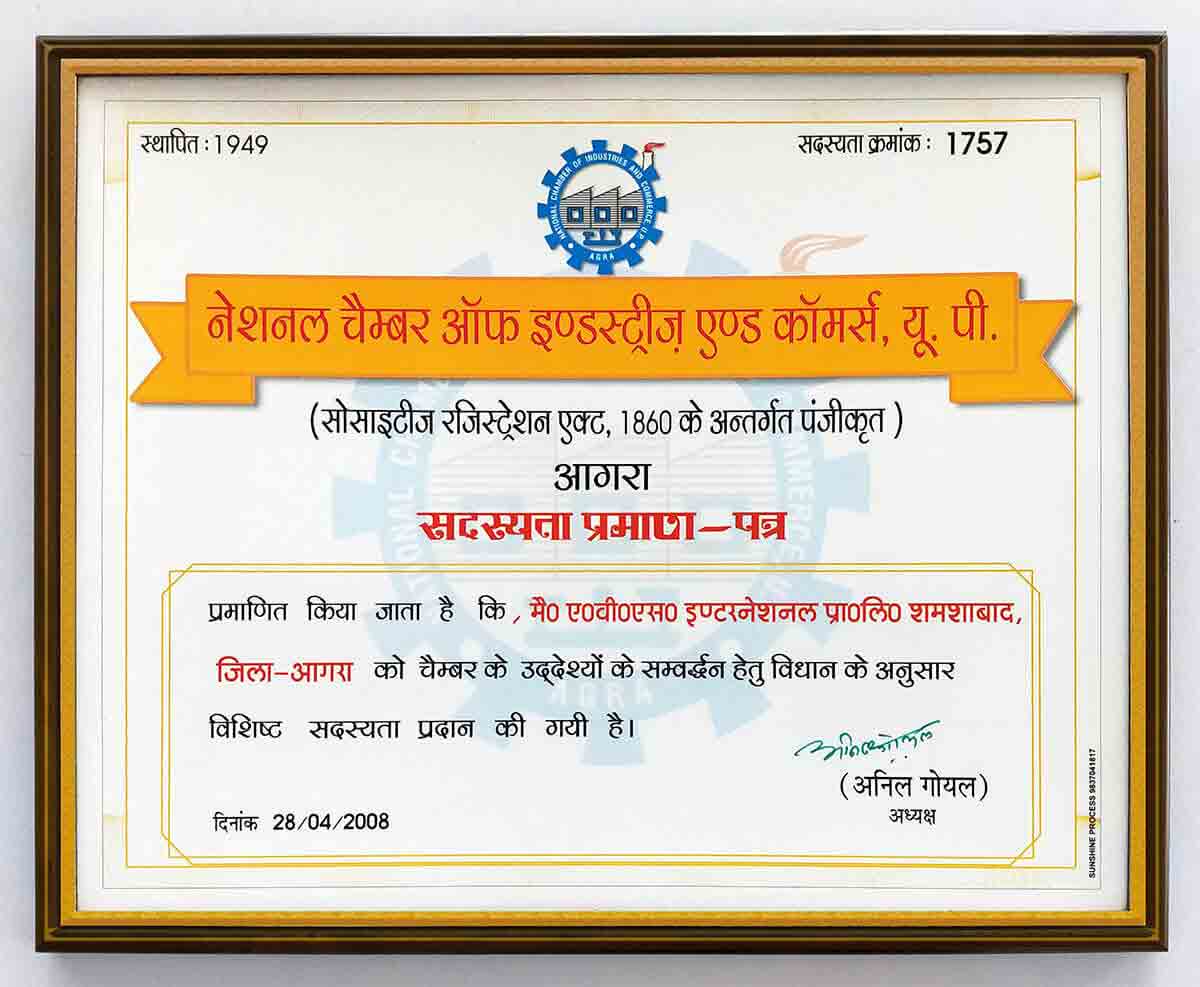 स्थापित : 1949
सदस्यता क्रमांक : 1757
NATIONAL CHAMBER OF INDUSTRIES AND COMMERCE U.P.
AGRA
नेशनल चैम्बर ऑफ इण्डस्ट्रीज़ एण्ड कॉमर्स, यू. पी.
(सोसाइटीज रजिस्ट्रेशन एक्ट, 1860 के अन्तर्गत पंजीकृत )
आगरा
सदस्यता प्रमाण-पत्र
प्रमाणित किया जाता है कि, मै0 ए0वी0एस0 इण्टरनेशनल प्रा0लि0 शमशाबाद,
जिला-आगरा को चैम्बर के उद्देश्यों के सम्वर्द्धन हेतु विधान के अनुसार
विशिष्ट सदस्यता प्रदान की गयी है।
अनिल गोयल
(अनिल गोयल)
अध्यक्ष
दिनांक 28/04/2008
SUNSHINE PROCESS 9837041617